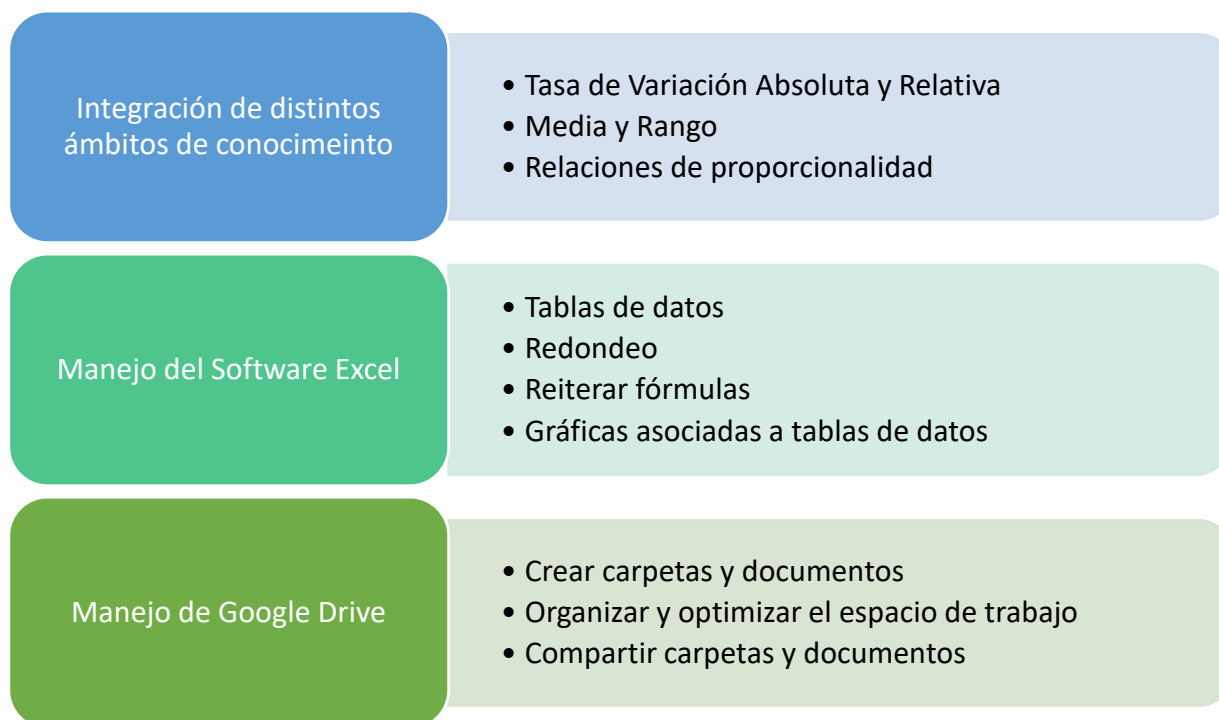 Integración de distintos
ámbitos de conocimeinto
• Tasa de Variación Absoluta y Relativa
• Media y Rango
• Relaciones de proporcionalidad
Manejo del Software Excel
• Tablas de datos
• Redondeo
• Reiterar fórmulas
• Gráficas asociadas a tablas de datos
Manejo de Google Drive
• Crear carpetas y documentos
• Organizar y optimizar el espacio de trabajo
• Compartir carpetas y documentos